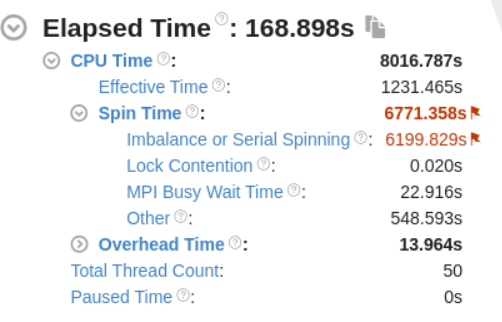 Elapsed Time ?: 168.898s
CPU Time ?: 8016.787s
Effective Time ?: 1231.465s
Spin Time ?: 6771.358s
Imbalance or Serial Spinning ?: 6199.829s
Lock Contention ?: 0.020s
MPI Busy Wait Time ?: 22.916s
Other ?: 548.593s
Overhead Time ?: 13.964s
Total Thread Count: 50
Paused Time ?: 0s